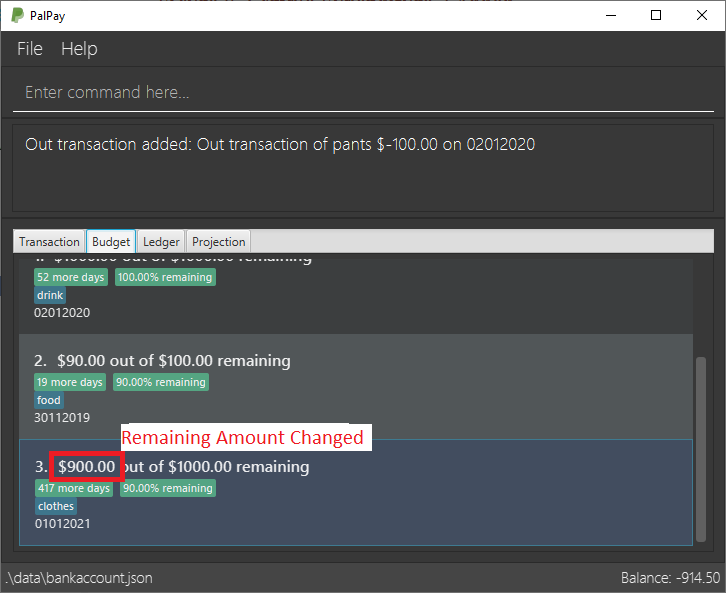 PalPay
File Help
Enter command here...
Out transaction added: Out transaction of pants $-100.00 on 02012020
Transaction Budget Ledger Projection
1. $1000.00 out of $1000.00 remaining
52 more days 100.00% remaining
drink
02012020
2. $90.00 out of $100.00 remaining
19 more days 90.00% remaining
food
30112019
Remaining Amount Changed
3. $900.00 out of $1000.00 remaining
417 more days 90.00% remaining
clothes
01012021
.\data\bankaccount.json Balance: -914.50